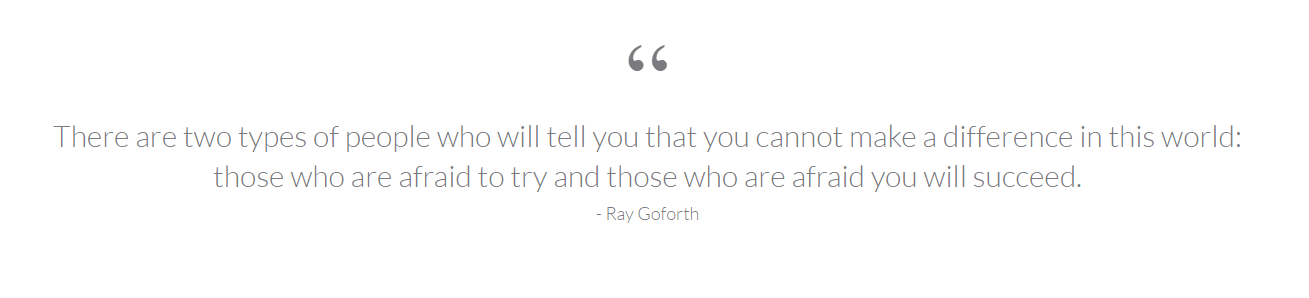 “
There are two types of people who will tell you that you cannot make a difference in this world:
those who are afraid to try and those who are afraid you will succeed.
- Ray Goforth